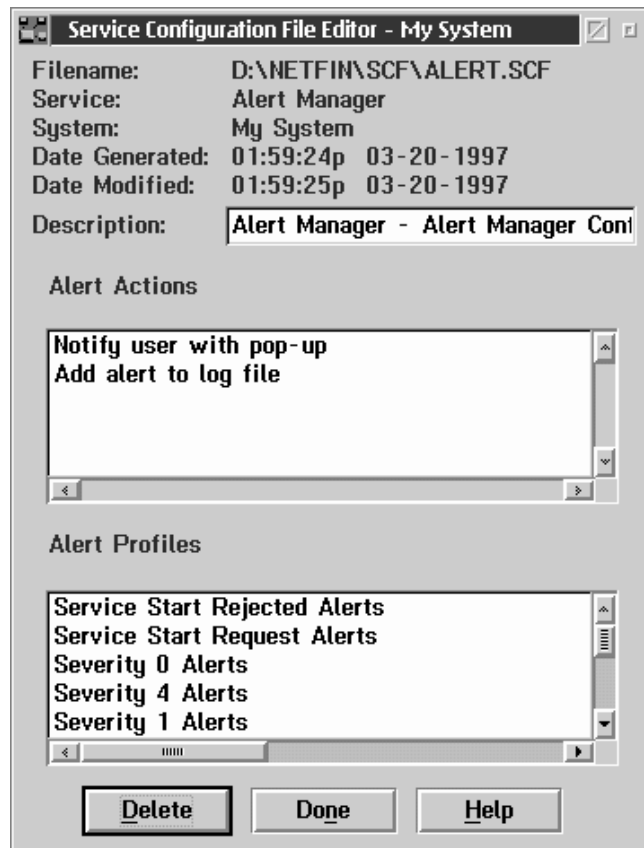 Service Configuration File Editor - My System
Filename: D:\NETFIN\SCF\ALERT.SCF
Service: Alert Manager
System: My System
Date Generated: 01:59:24p 03-20-1997
Date Modified: 01:59:25p 03-20-1997
Description: Alert Manager - Alert Manager
Alert Actions
Notify user with pop-up
Add alert to log file
Alert Profiles
Service Start Rejected Alerts
Service Start Request Alerts
Severity 0 Alerts
Severity 4 Alerts
Severity 1 Alerts
Delete Done Help